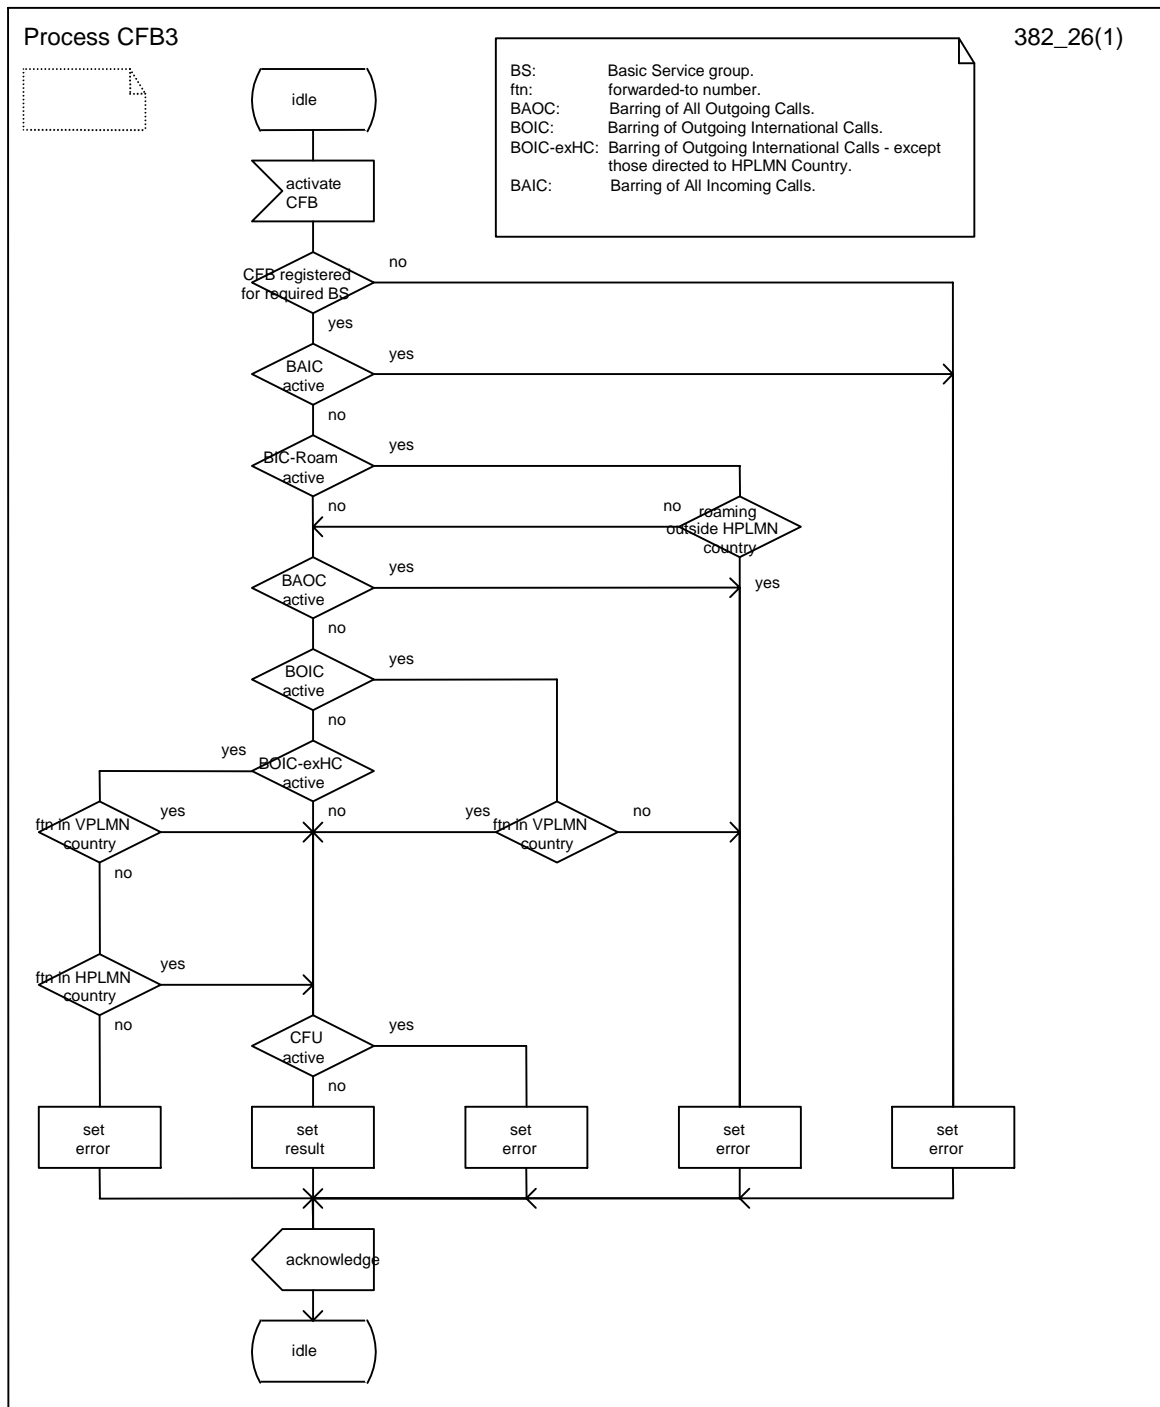 Process CFB3
382_26(1)
BS: Basic Service group.
ftn: forwarded-to number.
BAOC: Barring of All Outgoing Calls.
BOIC: Barring of Outgoing International Calls.
BOIC-exHC: Barring of Outgoing International Calls - except
those directed to HPLMN Country.
BAIC: Barring of All Incoming Calls.
idle
activate
CFB
CFB registered
for required BS
no
yes
BAIC
active
yes
no
BIC-Roam
active
yes
no
no
roaming
outside HPLMN
country
yes
BAOC
active
yes
no
BOIC
active
yes
no
yes
BOIC-exHC
active
no
ftn in VPLMN
country
yes
no
yes
ftn in VPLMN
country
no
ftn in HPLMN
country
yes
no
CFU
active
yes
no
set
error
set
result
set
error
set
error
set
error
acknowledge
idle